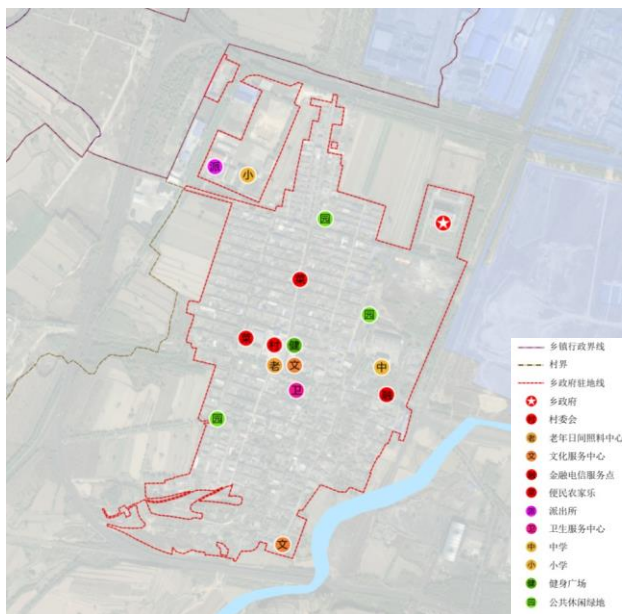 派
小
园
园
村
健
老
文
中
卫
融
园
文
乡镇行政界线
村界
乡政府驻地线
乡政府
村委会
老年日间照料中心
文化服务中心
金融电信服务点
便民农家乐
派出所
卫生服务中心
中学
小学
健身广场
公共休闲绿地